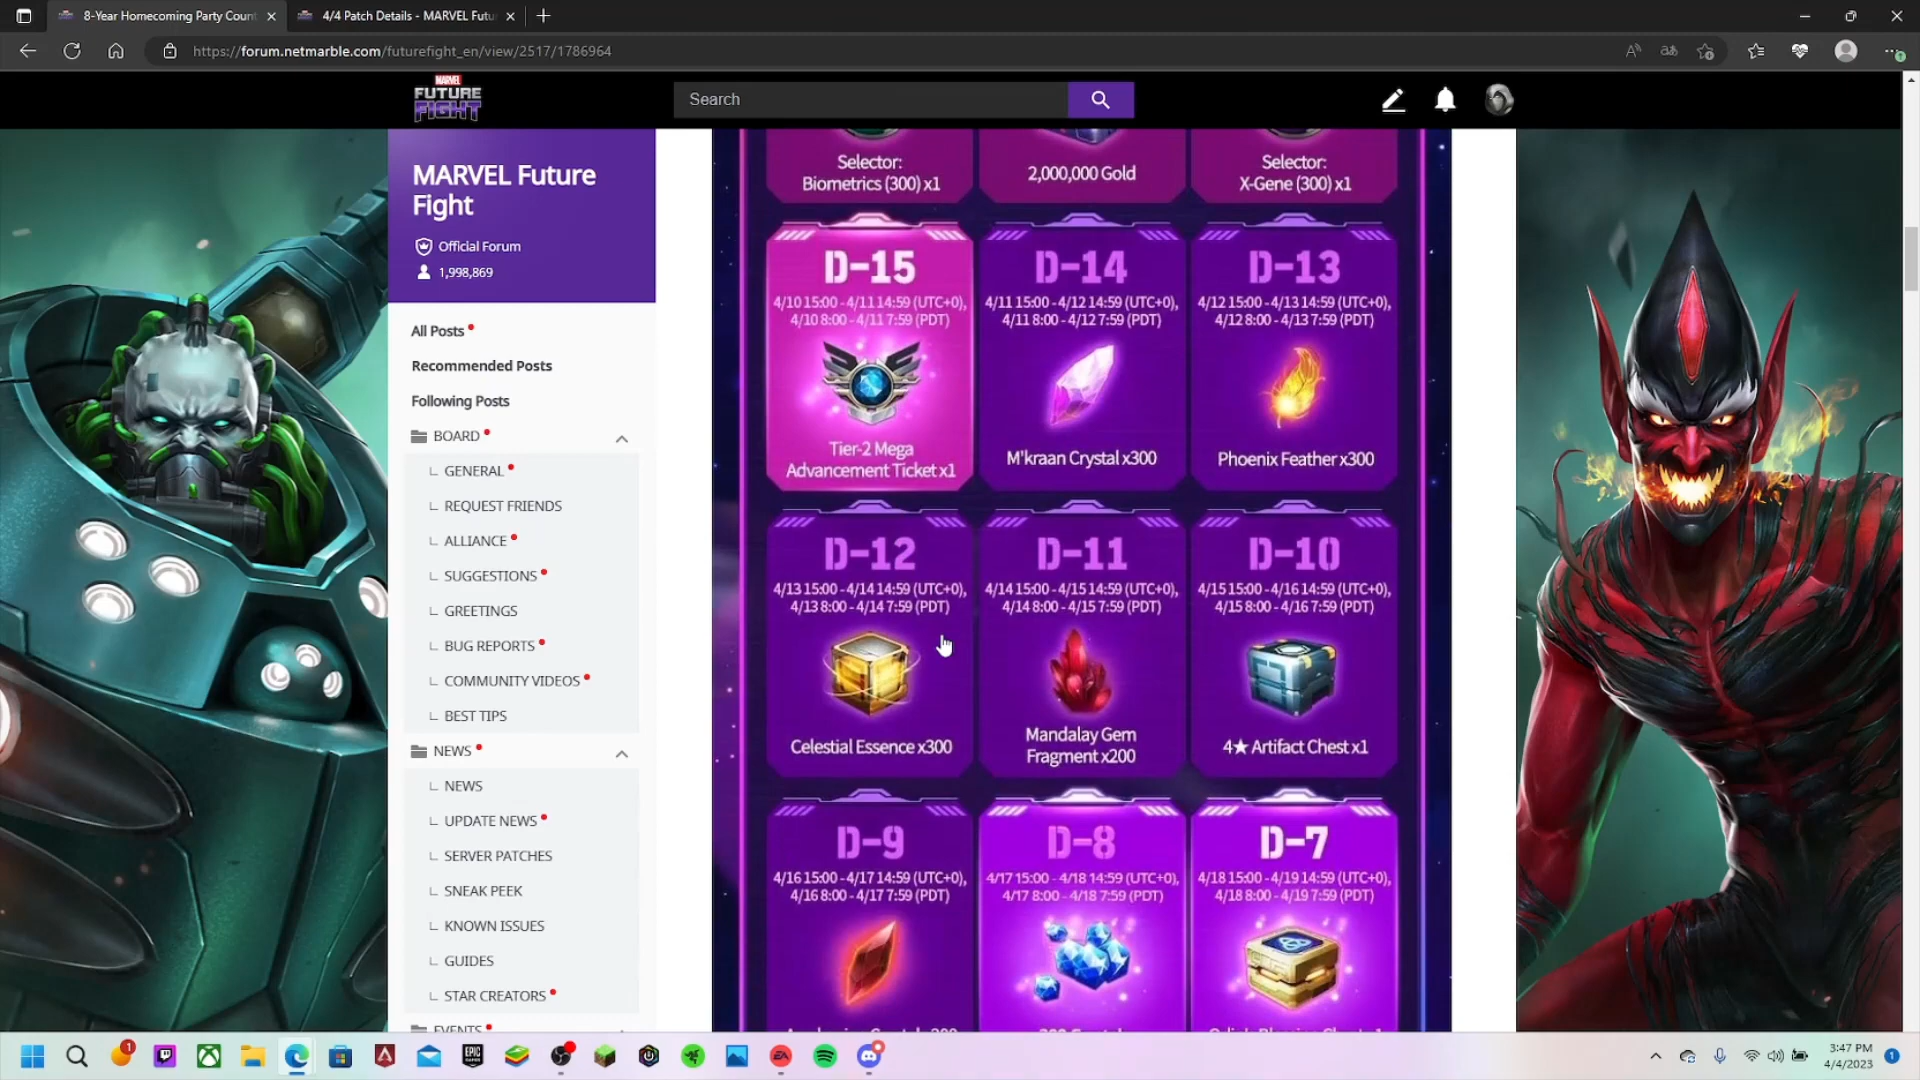 8-Year Homecoming Party Count
4/4 Patch Details - MARVEL Futu
https://forum.netmarble.com/futurefight_en/view/2517/1786964
MARVEL
FUTURE
FIGHT
Search
MARVEL Future
Fight
Official Forum
1,998,869
All Posts
Recommended Posts
Following Posts
BOARD
GENERAL
REQUEST FRIENDS
ALLIANCE
SUGGESTIONS
GREETINGS
BUG REPORTS
COMMUNITY VIDEOS
BEST TIPS
NEWS
NEWS
UPDATE NEWS
SERVER PATCHES
SNEAK PEEK
KNOWN ISSUES
GUIDES
STAR CREATORS
EVENTS
Selector:
Biometrics (300) x1
2,000,000 Gold
Selector:
X-Gene (300) x1
D-15
4/10 15:00 - 4/11 14:59 (UTC+0),
4/10 8:00 - 4/11 7:59 (PDT)
Tier-2 Mega
Advancement Ticket x1
D-14
4/11 15:00 - 4/12 14:59 (UTC+0),
4/11 8:00 - 4/12 7:59 (PDT)
M'kraan Crystal x300
D-13
4/12 15:00 - 4/13 14:59 (UTC+0),
4/12 8:00 - 4/13 7:59 (PDT)
Phoenix Feather x300
D-12
4/13 15:00 - 4/14 14:59 (UTC+0),
4/13 8:00 - 4/14 7:59 (PDT)
Celestial Essence x300
D-11
4/14 15:00 - 4/15 14:59 (UTC+0),
4/14 8:00 - 4/15 7:59 (PDT)
Mandalay Gem
Fragment x200
D-10
4/15 15:00 - 4/16 14:59 (UTC+0),
4/15 8:00 - 4/16 7:59 (PDT)
4★ Artifact Chest x1
D-9
4/16 15:00 - 4/17 14:59 (UTC+0),
4/16 8:00 - 4/17 7:59 (PDT)
D-8
4/17 15:00 - 4/18 14:59 (UTC+0),
4/17 8:00 - 4/18 7:59 (PDT)
D-7
4/18 15:00 - 4/19 14:59 (UTC+0),
4/18 8:00 - 4/19 7:59 (PDT)
EPIC
GAMES
EA
3:47 PM
4/4/2023